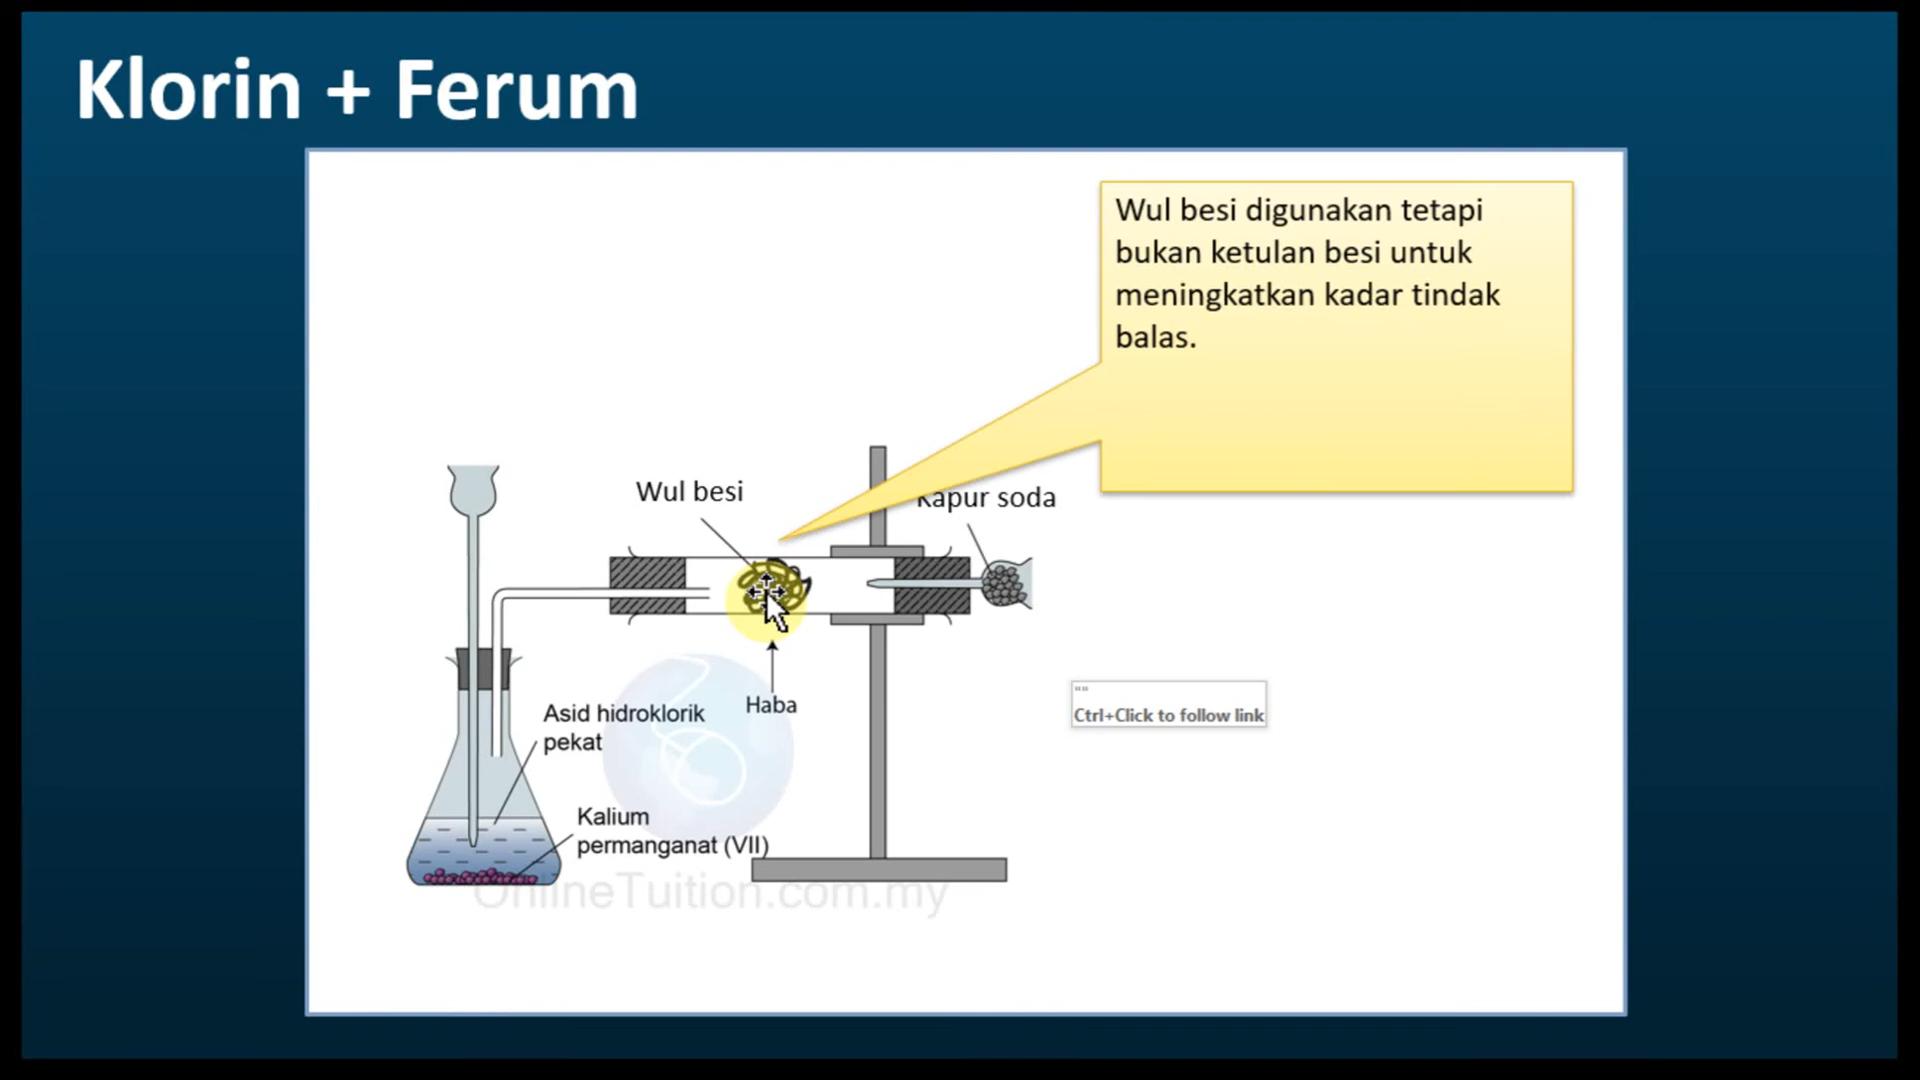 Klorin + Ferum
Wul besi digunakan tetapi
bukan ketulan besi untuk
meningkatkan kadar tindak
balas.
Wul besi
Kapur soda
Haba
Asid hidroklorik
pekat
Kalium
permanganat (VII)
""
Ctrl+Click to follow link
OnlineTuition.com.my